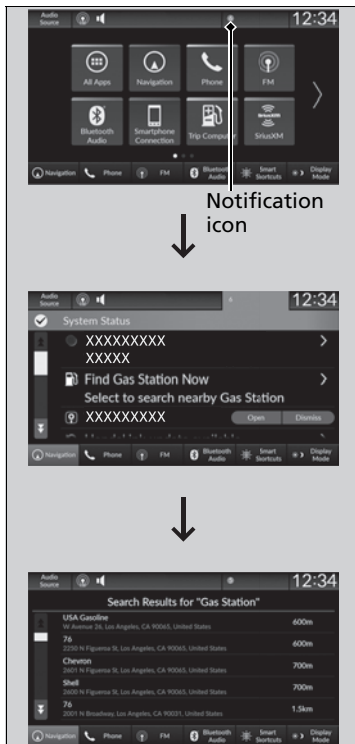 Audio Source
12:34
All Apps
Navigation
Phone
FM
Bluetooth Audio
Smartphone Connection
Trip Computer
SiriusXM
Navigation Phone FM Bluetooth Audio Smart Shortcuts Display Mode
Notification
icon
Audio Source
12:34
System Status
XXXXXXXXX
XXXXX
Find Gas Station Now
Select to search nearby Gas Station
XXXXXXXXX Open Dismiss
Navigation Phone FM Bluetooth Audio Smart Shortcuts Display Mode
Audio Source
12:34
Search Results for "Gas Station"
USA Gasoline
W Avenue 26, Los Angeles, CA 90065, United States
600m
76
2250 N Figueroa St, Los Angeles, CA 90065, United States
600m
Chevron
2601 N Figueroa St, Los Angeles, CA 90065, United States
700m
Shell
2600 N Figueroa St, Los Angeles, CA 90065, United States
700m
76
2001 N Broadway, Los Angeles, CA 90031, United States
1.5km
Navigation Phone FM Bluetooth Audio Smart Shortcuts Display Mode